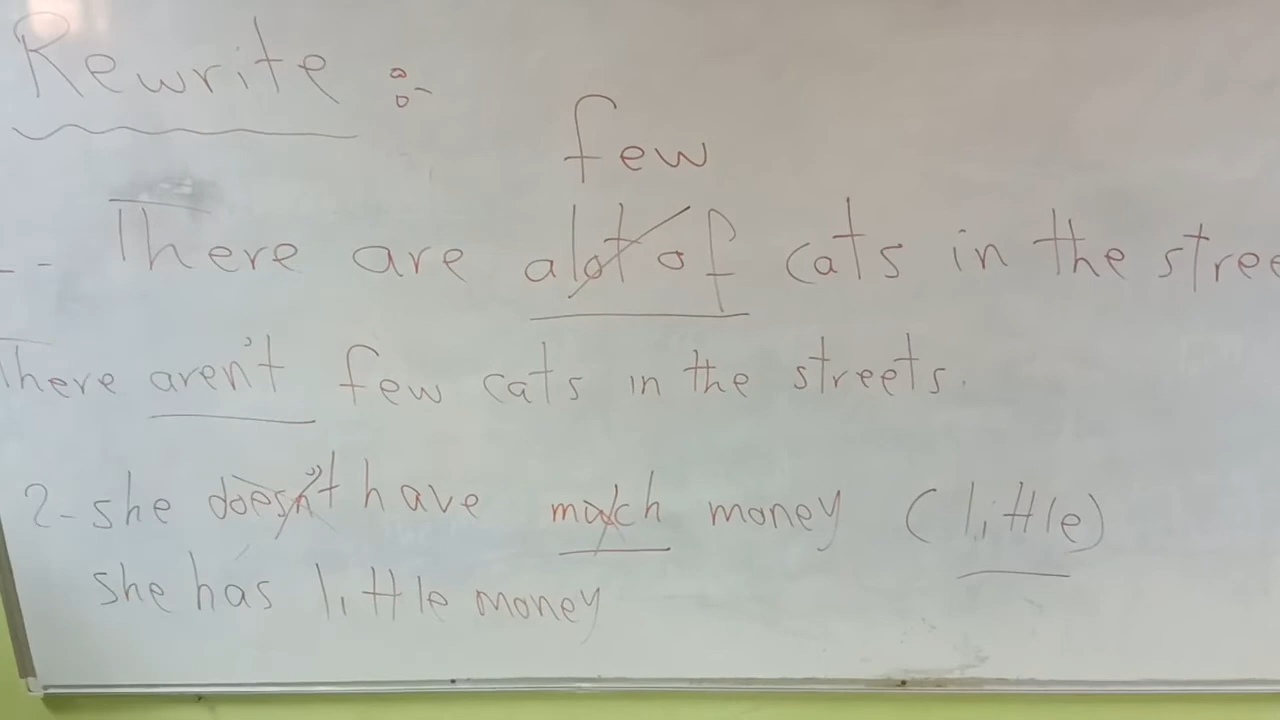 Rewrite :-
few
-- There are alot of cats in the stree
There aren't few cats in the streets.
2- she doesn't have much money (little)
she has little money